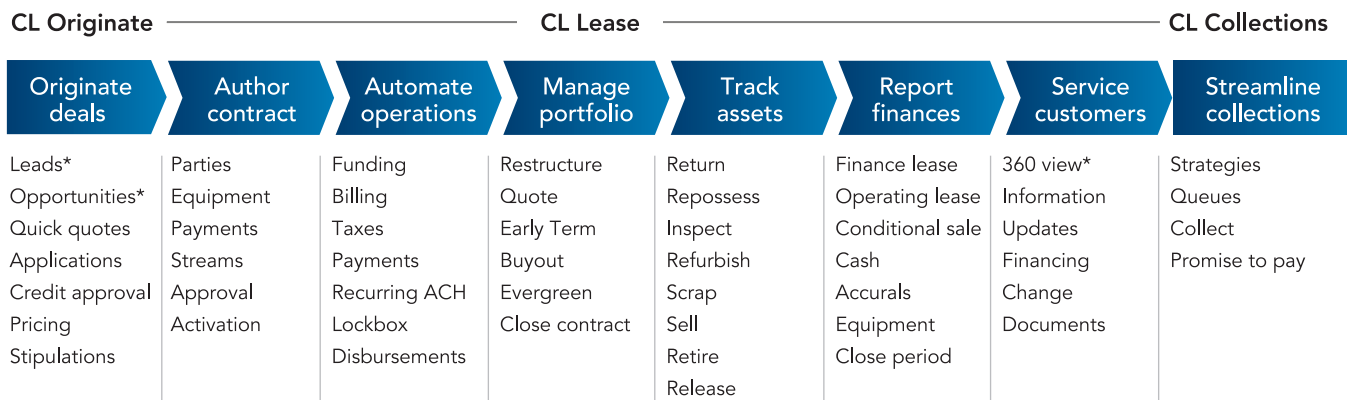 CL Originate
CL Lease
CL Collections
Originate
deals
Author
contract
Automate
operations
Manage
portfolio
Track
assets
Report
finances
Service
customers
Streamline
collections
Leads*
Opportunities*
Quick quotes
Applications
Credit approval
Pricing
Stipulations
Parties
Equipment
Payments
Streams
Approval
Activation
Funding
Billing
Taxes
Payments
Recurring ACH
Lockbox
Disbursements
Restructure
Quote
Early Term
Buyout
Evergreen
Close contract
Return
Repossess
Inspect
Refurbish
Scrap
Sell
Retire
Release
Finance lease
Operating lease
Conditional sale
Cash
Accurals
Equipment
Close period
360 view*
Information
Updates
Financing
Change
Documents
Strategies
Queues
Collect
Promise to pay